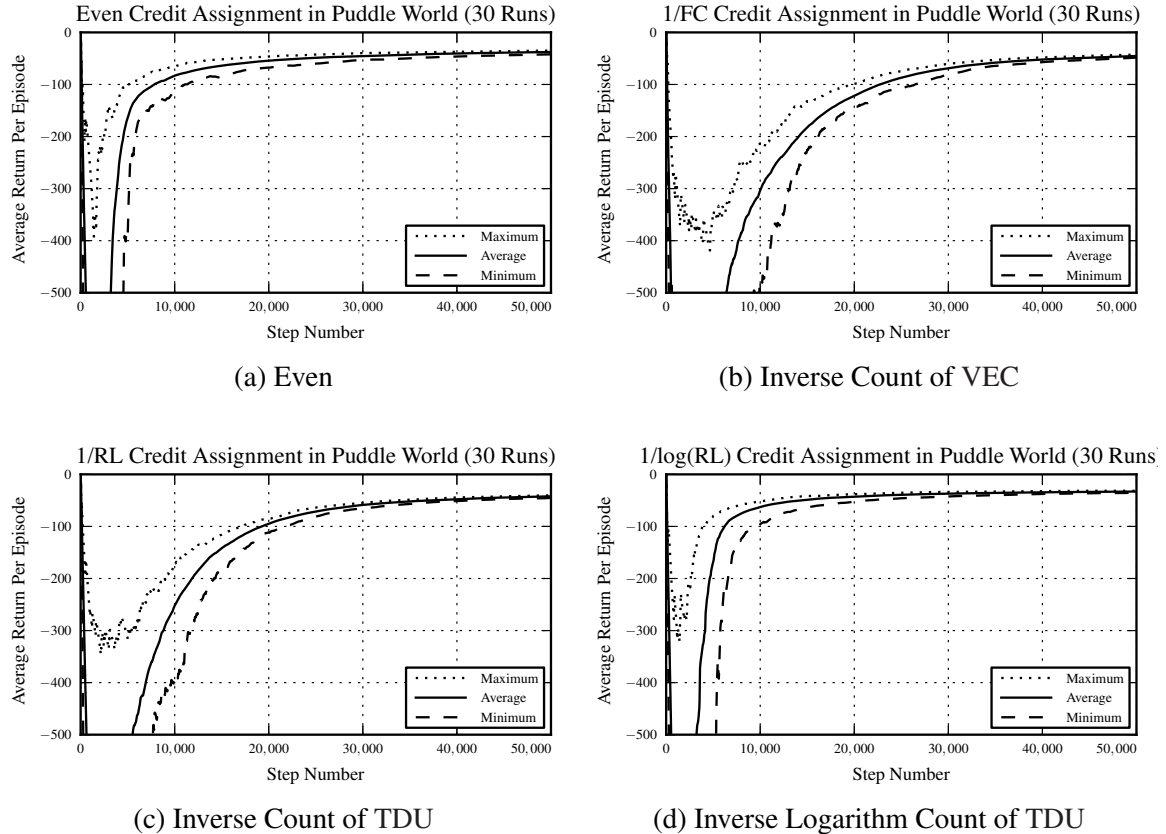 Even Credit Assignment in Puddle World (30 Runs)
0
−100
−200
−300
−400
−500
Average Return Per Episode
Maximum
Average
Minimum
0 10,000 20,000 30,000 40,000 50,000
Step Number
(a) Even
1/FC Credit Assignment in Puddle World (30 Runs)
0
−100
−200
−300
−400
−500
Average Return Per Episode
Maximum
Average
Minimum
0 10,000 20,000 30,000 40,000 50,000
Step Number
(b) Inverse Count of VEC
1/RL Credit Assignment in Puddle World (30 Runs)
0
−100
−200
−300
−400
−500
Average Return Per Episode
Maximum
Average
Minimum
0 10,000 20,000 30,000 40,000 50,000
Step Number
(c) Inverse Count of TDU
1/log(RL) Credit Assignment in Puddle World (30 Runs)
0
−100
−200
−300
−400
−500
Average Return Per Episode
Maximum
Average
Minimum
0 10,000 20,000 30,000 40,000 50,000
Step Number
(d) Inverse Logarithm Count of TDU